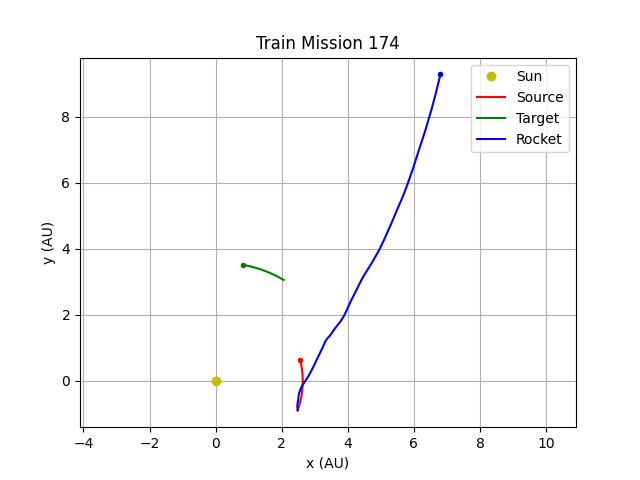 Train Mission 174
Sun
Source
Target
Rocket
y (AU)
8
6
4
2
0
−4 −2 0 2 4 6 8 10
x (AU)